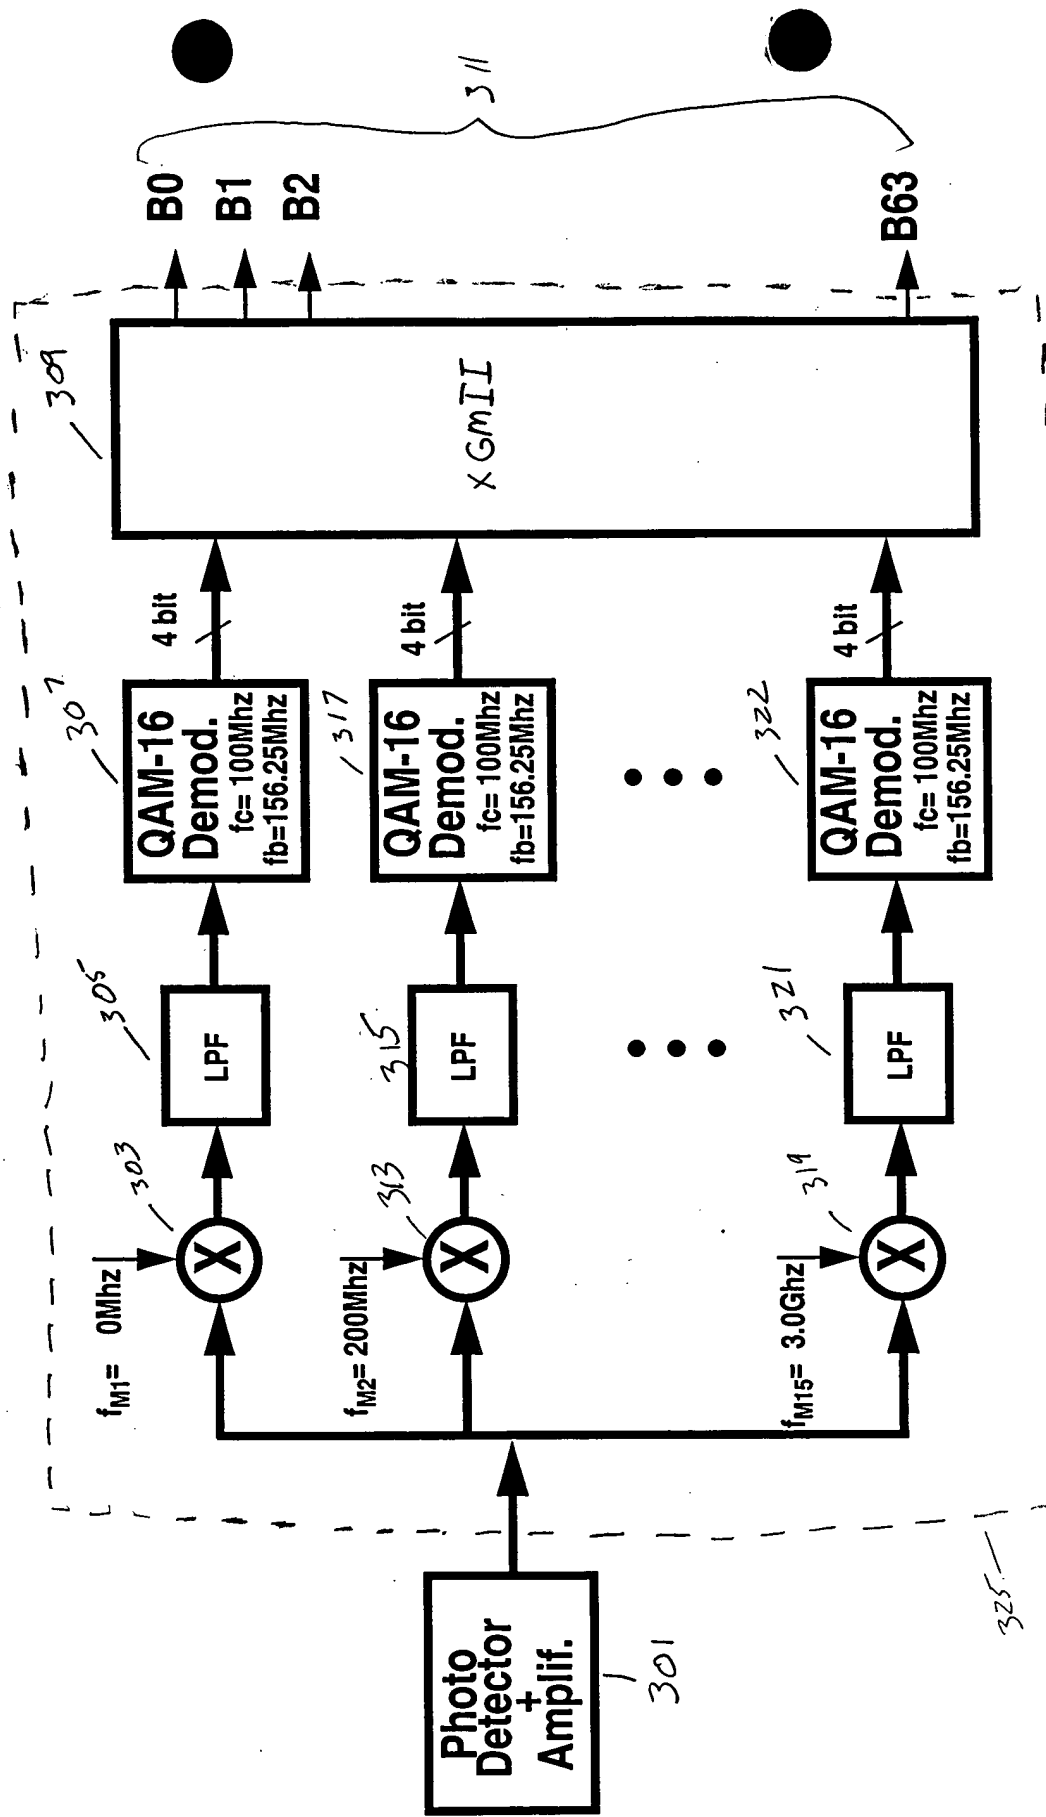 Photo
Detector
+
Amplif.
301
325
fM1= 0Mhz
X
303
LPF
305
QAM-16
Demod.
fc= 100Mhz
fb=156.25Mhz
307
4 bit
fM2= 200Mhz
X
313
LPF
315
QAM-16
Demod.
fc= 100Mhz
fb=156.25Mhz
317
4 bit
fM15= 3.0Ghz
X
319
LPF
321
QAM-16
Demod.
fc= 100Mhz
fb=156.25Mhz
322
4 bit
XGmII
309
B0
B1
B2
B63
311